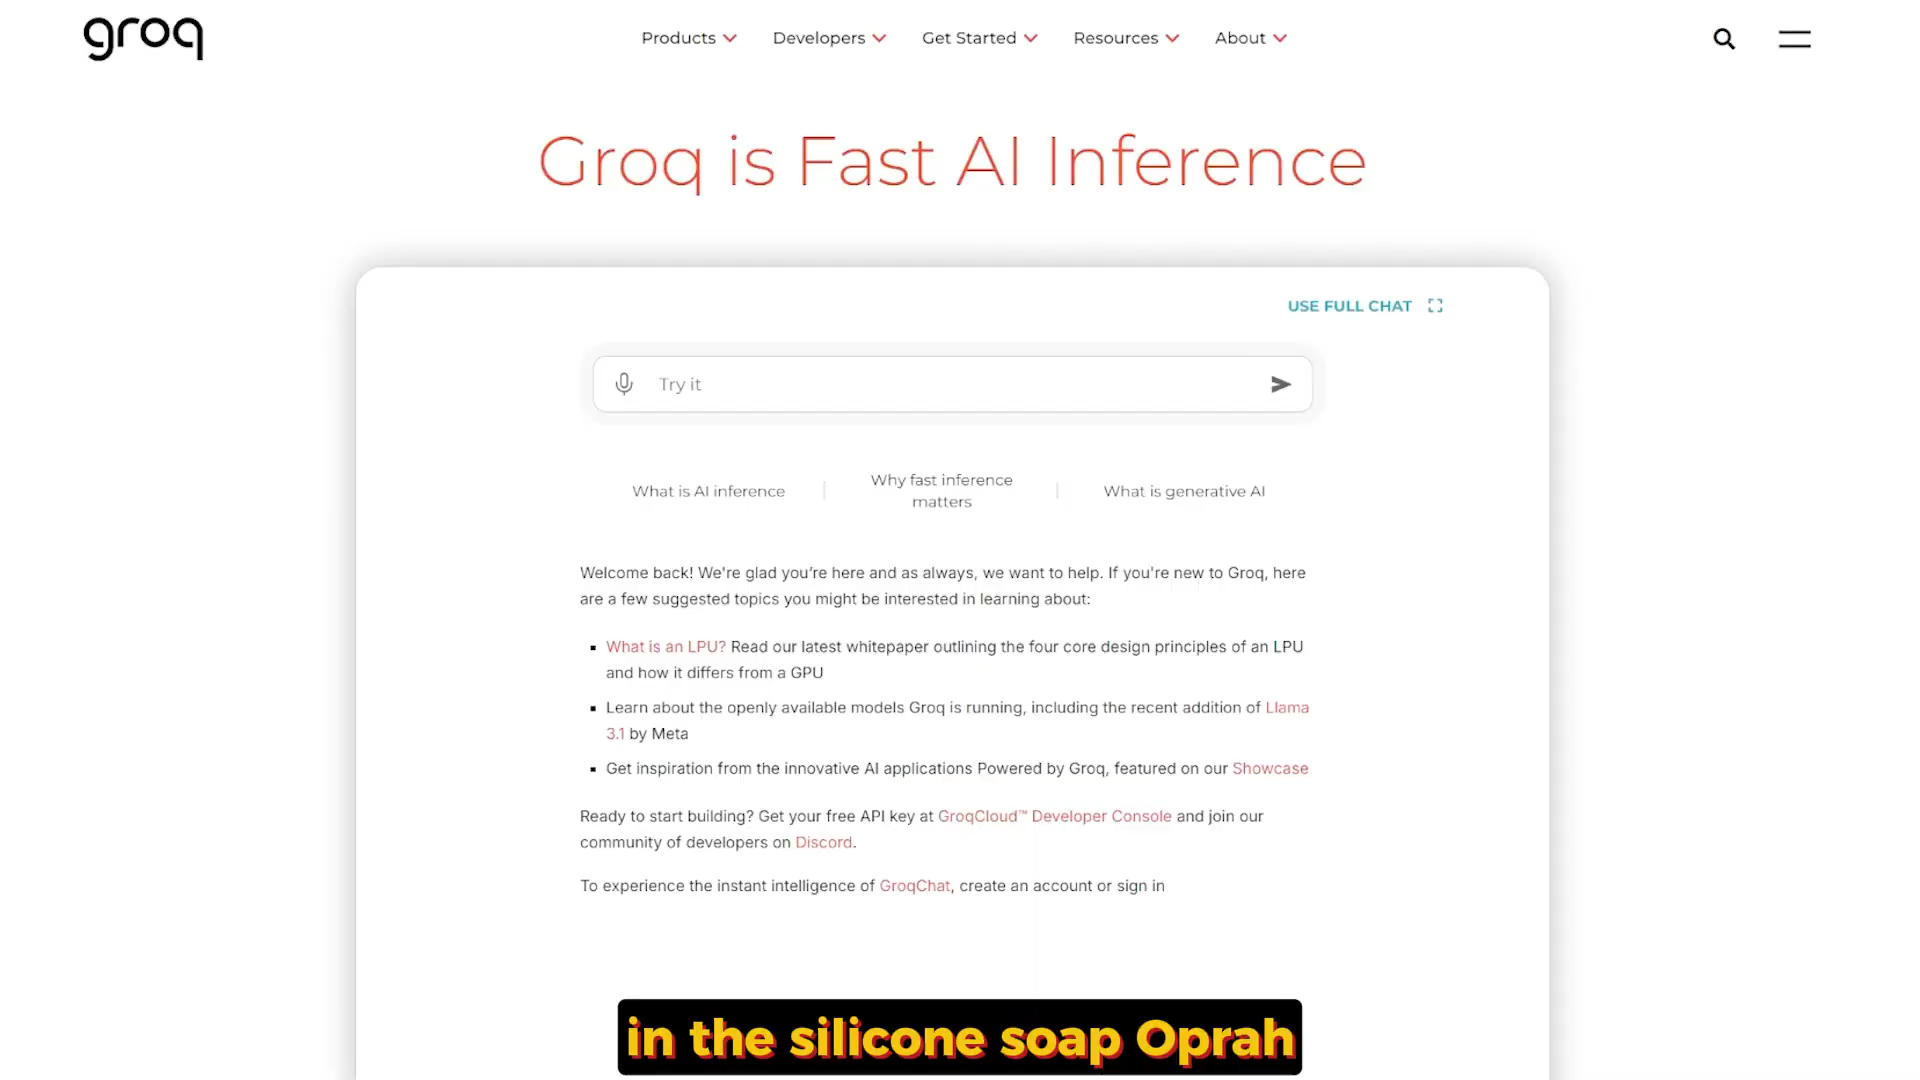 groq
Products
Developers
Get Started
Resources
About
Groq is Fast AI Inference
USE FULL CHAT
Try it
What is AI inference
Why fast inference
matters
What is generative AI
Welcome back! We're glad you’re here and as always, we want to help. If you're new to Groq, here
are a few suggested topics you might be interested in learning about:
What is an LPU? Read our latest whitepaper outlining the four core design principles of an LPU
and how it differs from a GPU
Learn about the openly available models Groq is running, including the recent addition of Llama
3.1 by Meta
Get inspiration from the innovative AI applications Powered by Groq, featured on our Showcase
Ready to start building? Get your free API key at GroqCloud™ Developer Console and join our
community of developers on Discord.
To experience the instant intelligence of GroqChat, create an account or sign in
in the silicone soap Oprah